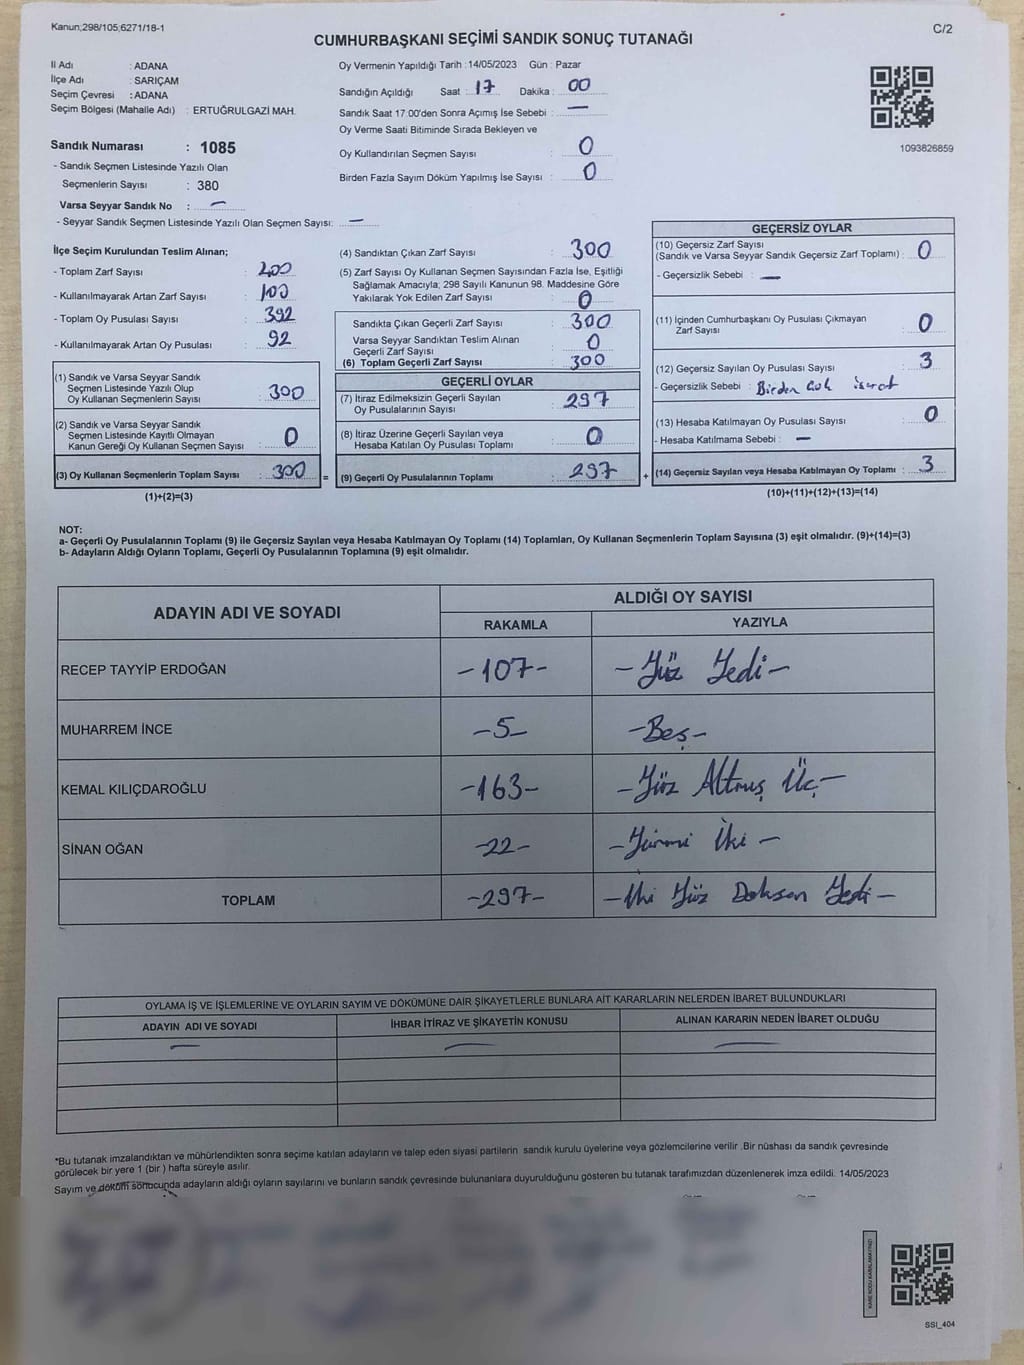 Kanun;298/105,6271/18-1
C/2
CUMHURBAŞKANI SEÇİMİ SANDIK SONUÇ TUTANAĞI
İl Adı : ADANA
İlçe Adı : SARIÇAM
Seçim Çevresi : ADANA
Seçim Bölgesi (Mahalle Adı) : ERTUĞRULGAZİ MAH.
Sandık Numarası : 1085
- Sandık Seçmen Listesinde Yazılı Olan
Seçmenlerin Sayısı : 380
Varsa Seyyar Sandık No : —
- Seyyar Sandık Seçmen Listesinde Yazılı Olan Seçmen Sayısı: —
Oy Vermenin Yapıldığı Tarih : 14/05/2023 Gün : Pazar
Sandığın Açıldığı Saat : 17 Dakika : 00
Sandık Saat 17:00'den Sonra Açımış İse Sebebi : —
Oy Verme Saati Bitiminde Sırada Bekleyen ve
Oy Kullandırılan Seçmen Sayısı : 0
Birden Fazla Sayım Döküm Yapılmış İse Sayısı : 0
1093826859
İlçe Seçim Kurulundan Teslim Alınan;
- Toplam Zarf Sayısı : 400
- Kullanılmayarak Artan Zarf Sayısı : 100
- Toplam Oy Pusulası Sayısı : 392
- Kullanılmayarak Artan Oy Pusulası : 92
(1) Sandık ve Varsa Seyyar Sandık
Seçmen Listesinde Yazılı Olup
Oy Kullanan Seçmenlerin Sayısı : 300
(2) Sandık ve Varsa Seyyar Sandık
Seçmen Listesinde Kayıtlı Olmayan
Kanun Gereği Oy Kullanan Seçmen Sayısı : 0
(3) Oy Kullanan Seçmenlerin Toplam Sayısı : 300
(1)+(2)=(3)
=
(4) Sandıktan Çıkan Zarf Sayısı : 300
(5) Zarf Sayısı Oy Kullanan Seçmen Sayısından Fazla İse, Eşitliği
Sağlamak Amacıyla; 298 Sayılı Kanunun 98. Maddesine Göre
Yakılarak Yok Edilen Zarf Sayısı : 0
Sandıkta Çıkan Geçerli Zarf Sayısı : 300
Varsa Seyyar Sandıktan Teslim Alınan
Geçerli Zarf Sayısı : 0
(6) Toplam Geçerli Zarf Sayısı : 300
GEÇERLİ OYLAR
(7) İtiraz Edilmeksizin Geçerli Sayılan
Oy Pusulalarının Sayısı : 297
(8) İtiraz Üzerine Geçerli Sayılan veya
Hesaba Katılan Oy Pusulası Toplamı : 0
(9) Geçerli Oy Pusulalarının Toplamı : 297
+
GEÇERSİZ OYLAR
(10) Geçersiz Zarf Sayısı
(Sandık ve Varsa Seyyar Sandık Geçersiz Zarf Toplamı) : 0
- Geçersizlik Sebebi : —
(11) İçinden Cumhurbaşkanı Oy Pusulası Çıkmayan
Zarf Sayısı : 0
(12) Geçersiz Sayılan Oy Pusulası Sayısı : 3
- Geçersizlik Sebebi : Birden Çok işaret
(13) Hesaba Katılmayan Oy Pusulası Sayısı : 0
- Hesaba Katılmama Sebebi : —
(14) Geçersiz Sayılan veya Hesaba Katılmayan Oy Toplamı : 3
(10)+(11)+(12)+(13)=(14)
NOT:
a- Geçerli Oy Pusulalarının Toplamı (9) ile Geçersiz Sayılan veya Hesaba Katılmayan Oy Toplamı (14) Toplamları, Oy Kullanan Seçmenlerin Toplam Sayısına (3) eşit olmalıdır. (9)+(14)=(3)
b- Adayların Aldığı Oyların Toplamı, Geçerli Oy Pusulalarının Toplamına (9) eşit olmalıdır.
ADAYIN ADI VE SOYADI
ALDIĞI OY SAYISI
RAKAMLA YAZIYLA
RECEP TAYYİP ERDOĞAN -107- -Yüz Yedi-
MUHARREM İNCE -5- -Beş-
KEMAL KILIÇDAROĞLU -163- -Yüz Altmış Üç-
SİNAN OĞAN -22- -Yirmi İki-
TOPLAM -297- -İki Yüz Doksan Yedi-
OYLAMA İŞ VE İŞLEMLERİNE VE OYLARIN SAYIM VE DÖKÜMÜNE DAİR ŞİKAYETLERLE BUNLARA AİT KARARLARIN NELERDEN İBARET BULUNDUKLARI
ADAYIN ADI VE SOYADI İHBAR İTİRAZ VE ŞİKAYETİN KONUSU ALINAN KARARIN NEDEN İBARET OLDUĞU
— — —
*Bu tutanak imzalandıktan ve mühürlendikten sonra seçime katılan adayların ve talep eden siyasi partilerin sandık kurulu üyelerine veya gözlemcilerine verilir .Bir nüshası da sandık çevresinde
görülecek bir yere 1 (bir ) hafta süreyle asılır.
Sayım ve döküm sonucunda adayların aldığı oyların sayılarını ve bunların sandık çevresinde bulunanlara duyurulduğunu gösteren bu tutanak tarafımızdan düzenlenerek imza edildi. 14/05/2023
KARE KODU KARALAMAYINIZ!
SSI_404